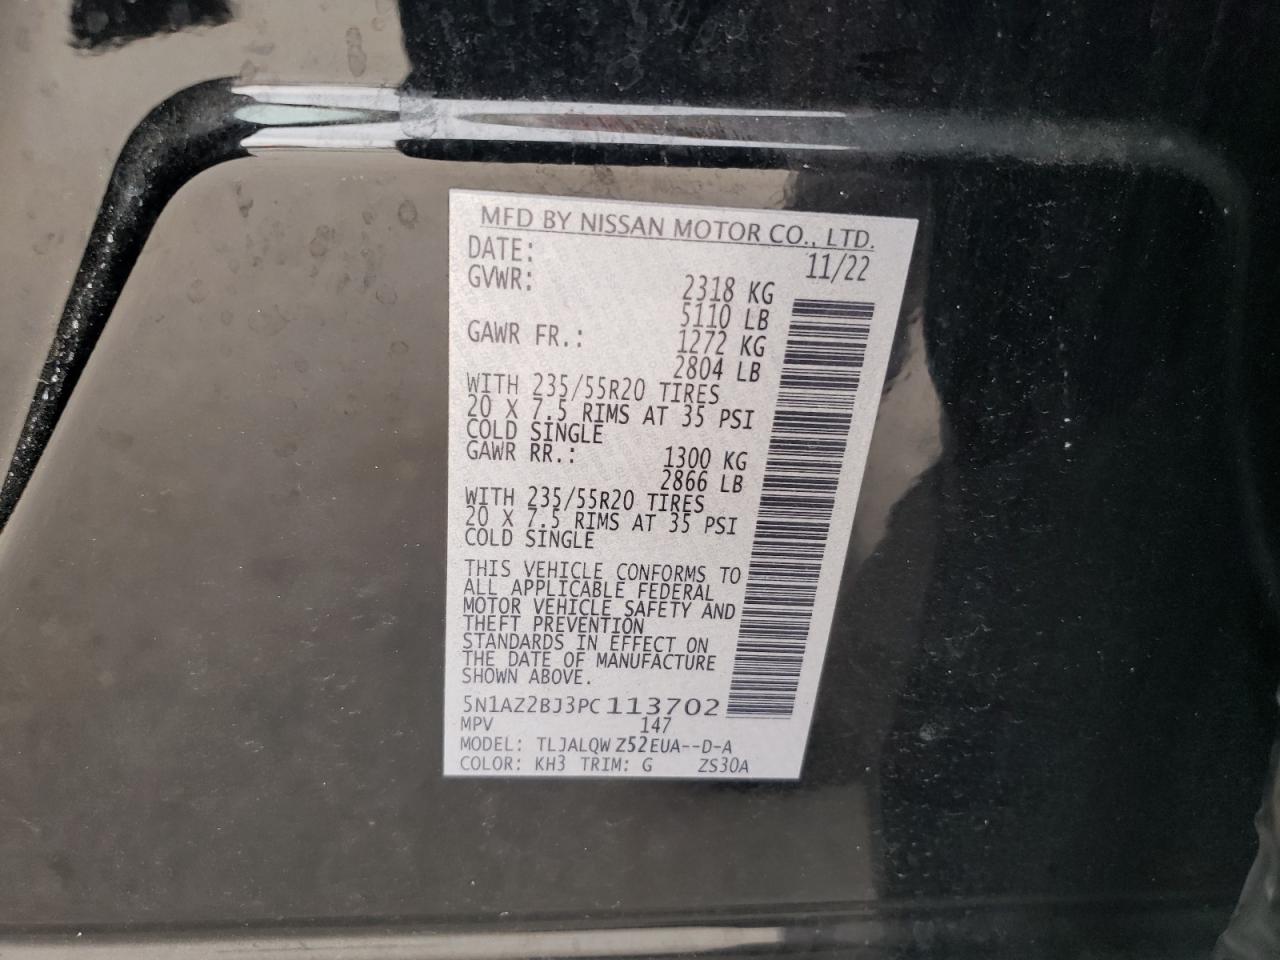 MFD BY NISSAN MOTOR CO., LTD.
DATE: 11/22
GVWR: 2318 KG
5110 LB
GAWR FR.: 1272 KG
2804 LB
WITH 235/55R20 TIRES
20 X 7.5 RIMS AT 35 PSI
COLD SINGLE
GAWR RR.: 1300 KG
2866 LB
WITH 235/55R20 TIRES
20 X 7.5 RIMS AT 35 PSI
COLD SINGLE
THIS VEHICLE CONFORMS TO
ALL APPLICABLE FEDERAL
MOTOR VEHICLE SAFETY AND
THEFT PREVENTION
STANDARDS IN EFFECT ON
THE DATE OF MANUFACTURE
SHOWN ABOVE.
5N1AZ2BJ3PC113702
MPV 147
MODEL: TLJALQW Z52EUA--D-A
COLOR: KH3 TRIM: G ZS30A